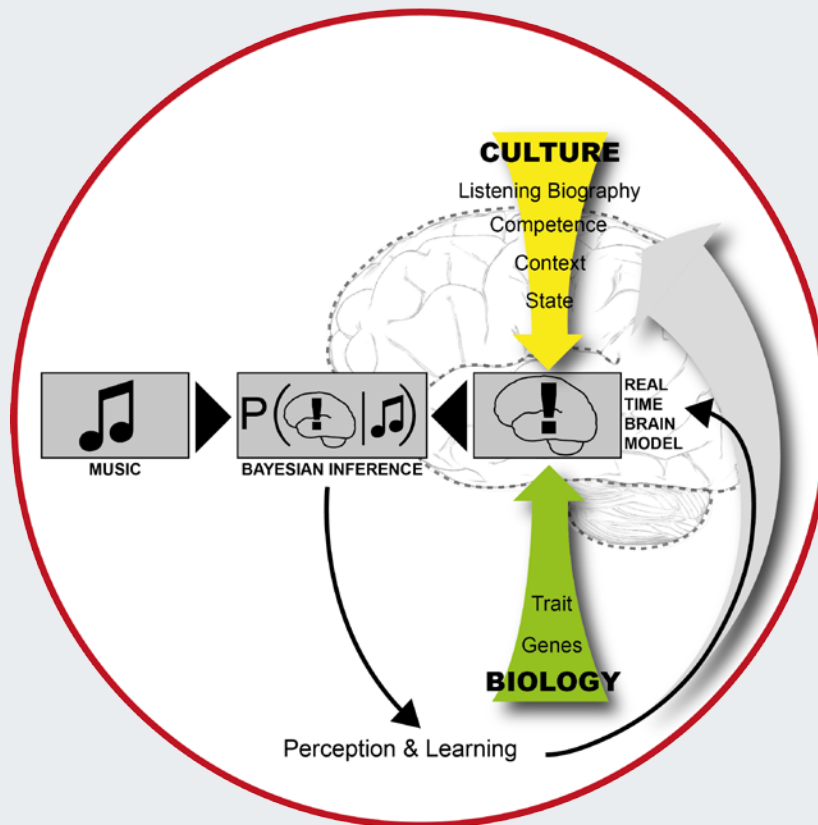 CULTURE
Listening Biography
Competence
Context
State
MUSIC
P( ! | ♫)
BAYESIAN INFERENCE
!
REAL
TIME
BRAIN
MODEL
Trait
Genes
BIOLOGY
Perception & Learning